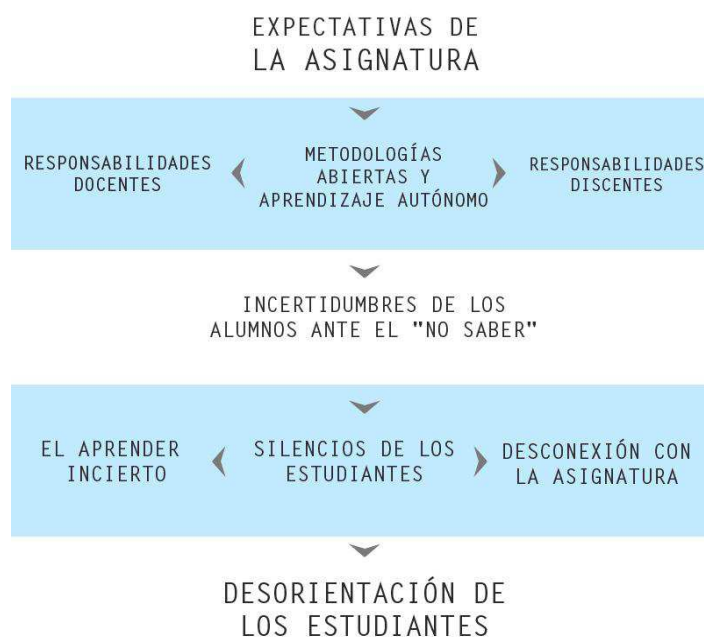 EXPECTATIVAS DE
LA ASIGNATURA
RESPONSABILIDADES
DOCENTES
METODOLOGÍAS
ABIERTAS Y
APRENDIZAJE AUTÓNOMO
RESPONSABILIDADES
DISCENTES
INCERTIDUMBRES DE LOS
ALUMNOS ANTE EL "NO SABER"
EL APRENDER
INCIERTO
SILENCIOS DE LOS
ESTUDIANTES
DESCONEXIÓN CON
LA ASIGNATURA
DESORIENTACIÓN DE
LOS ESTUDIANTES